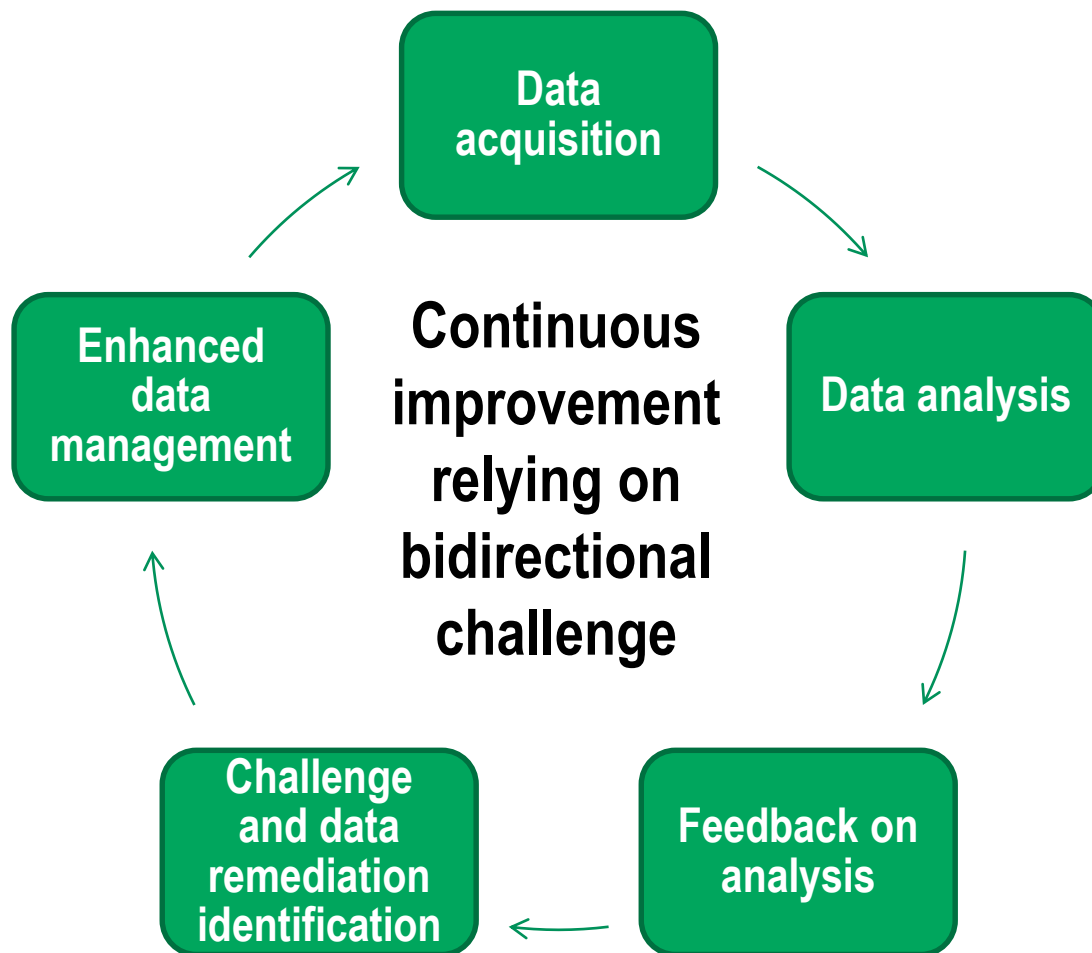 Data
acquisition
Data analysis
Feedback on
analysis
Challenge
and data
remediation
identification
Enhanced
data
management
Continuous
improvement
relying on
bidirectional
challenge